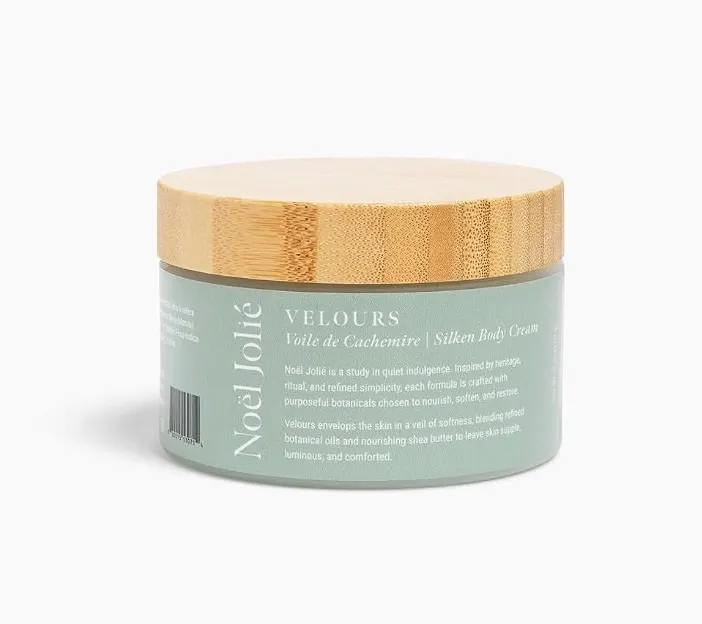 Noël Jolié
VELOURS
Voile de Cachemire | Silken Body Cream
Noël Jolié is a study in quiet indulgence. Inspired by heritage,
ritual, and refined simplicity, each formula is crafted with
purposeful botanicals chosen to nourish, soften, and restore.
Velours envelops the skin in a veil of softness, blending refined
botanical oils and nourishing shea butter to leave skin supple,
luminous, and comforted.